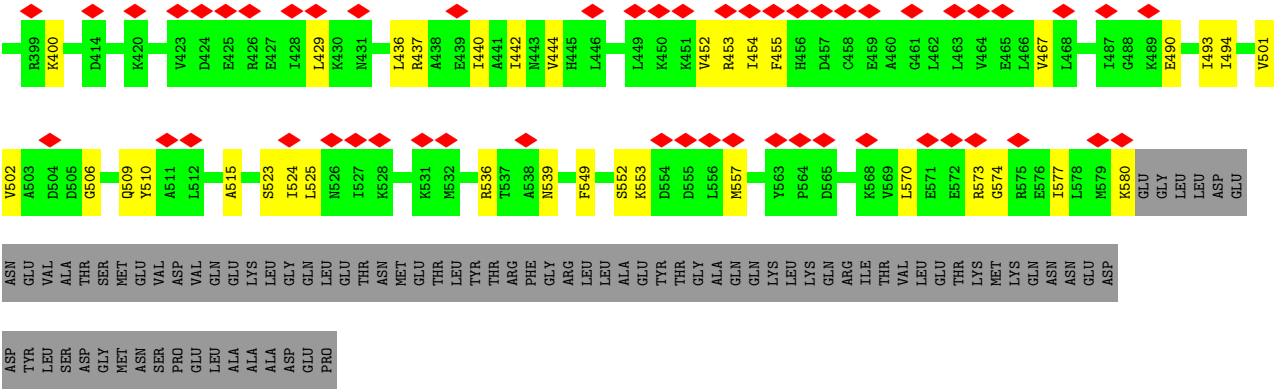 R399 K400 D414 K420 V423 D424 E425 R426 E427 I428 L429 K430 N431 L436 R437 A438 E439 I440 A441 I442 N443 V444 H445 L446 L449 K450 K451 V452 R453 I454 F455 H456 D457 C458 E459 A460 G461 L462 L463 V464 E465 L466 V467 L468 I487 G488 K489 E490 I493 I494 V501
V502 A503 D504 D505 G506 Q509 Y510 A511 L512 A515 S523 I524 L525 N526 I527 K528 K531 M532 R536 T537 A538 N539 F549 S552 K553 D554 D555 L556 M557 Y563 P564 D565 K568 V569 L570 E571 E572 R573 G574 R575 E576 I577 L578 M579 K580 GLU GLY LEU LEU ASP GLU
ASN GLU VAL ALA THR SER MET GLU VAL ASP VAL GLN GLU LYS LEU GLY GLN LEU GLU THR ASN MET GLU THR LEU TYR THR ARG PHE GLY ARG LEU LEU ALA GLU TYR THR GLY ALA GLN GLN LYS LEU LYS GLN ARG ILE THR VAL LEU GLU THR LYS MET LYS GLN ASN ASN GLU ASP
ASP TYR LEU SER ASP GLY MET ASN SER PRO GLU LEU ALA ALA ALA ASP GLU PRO